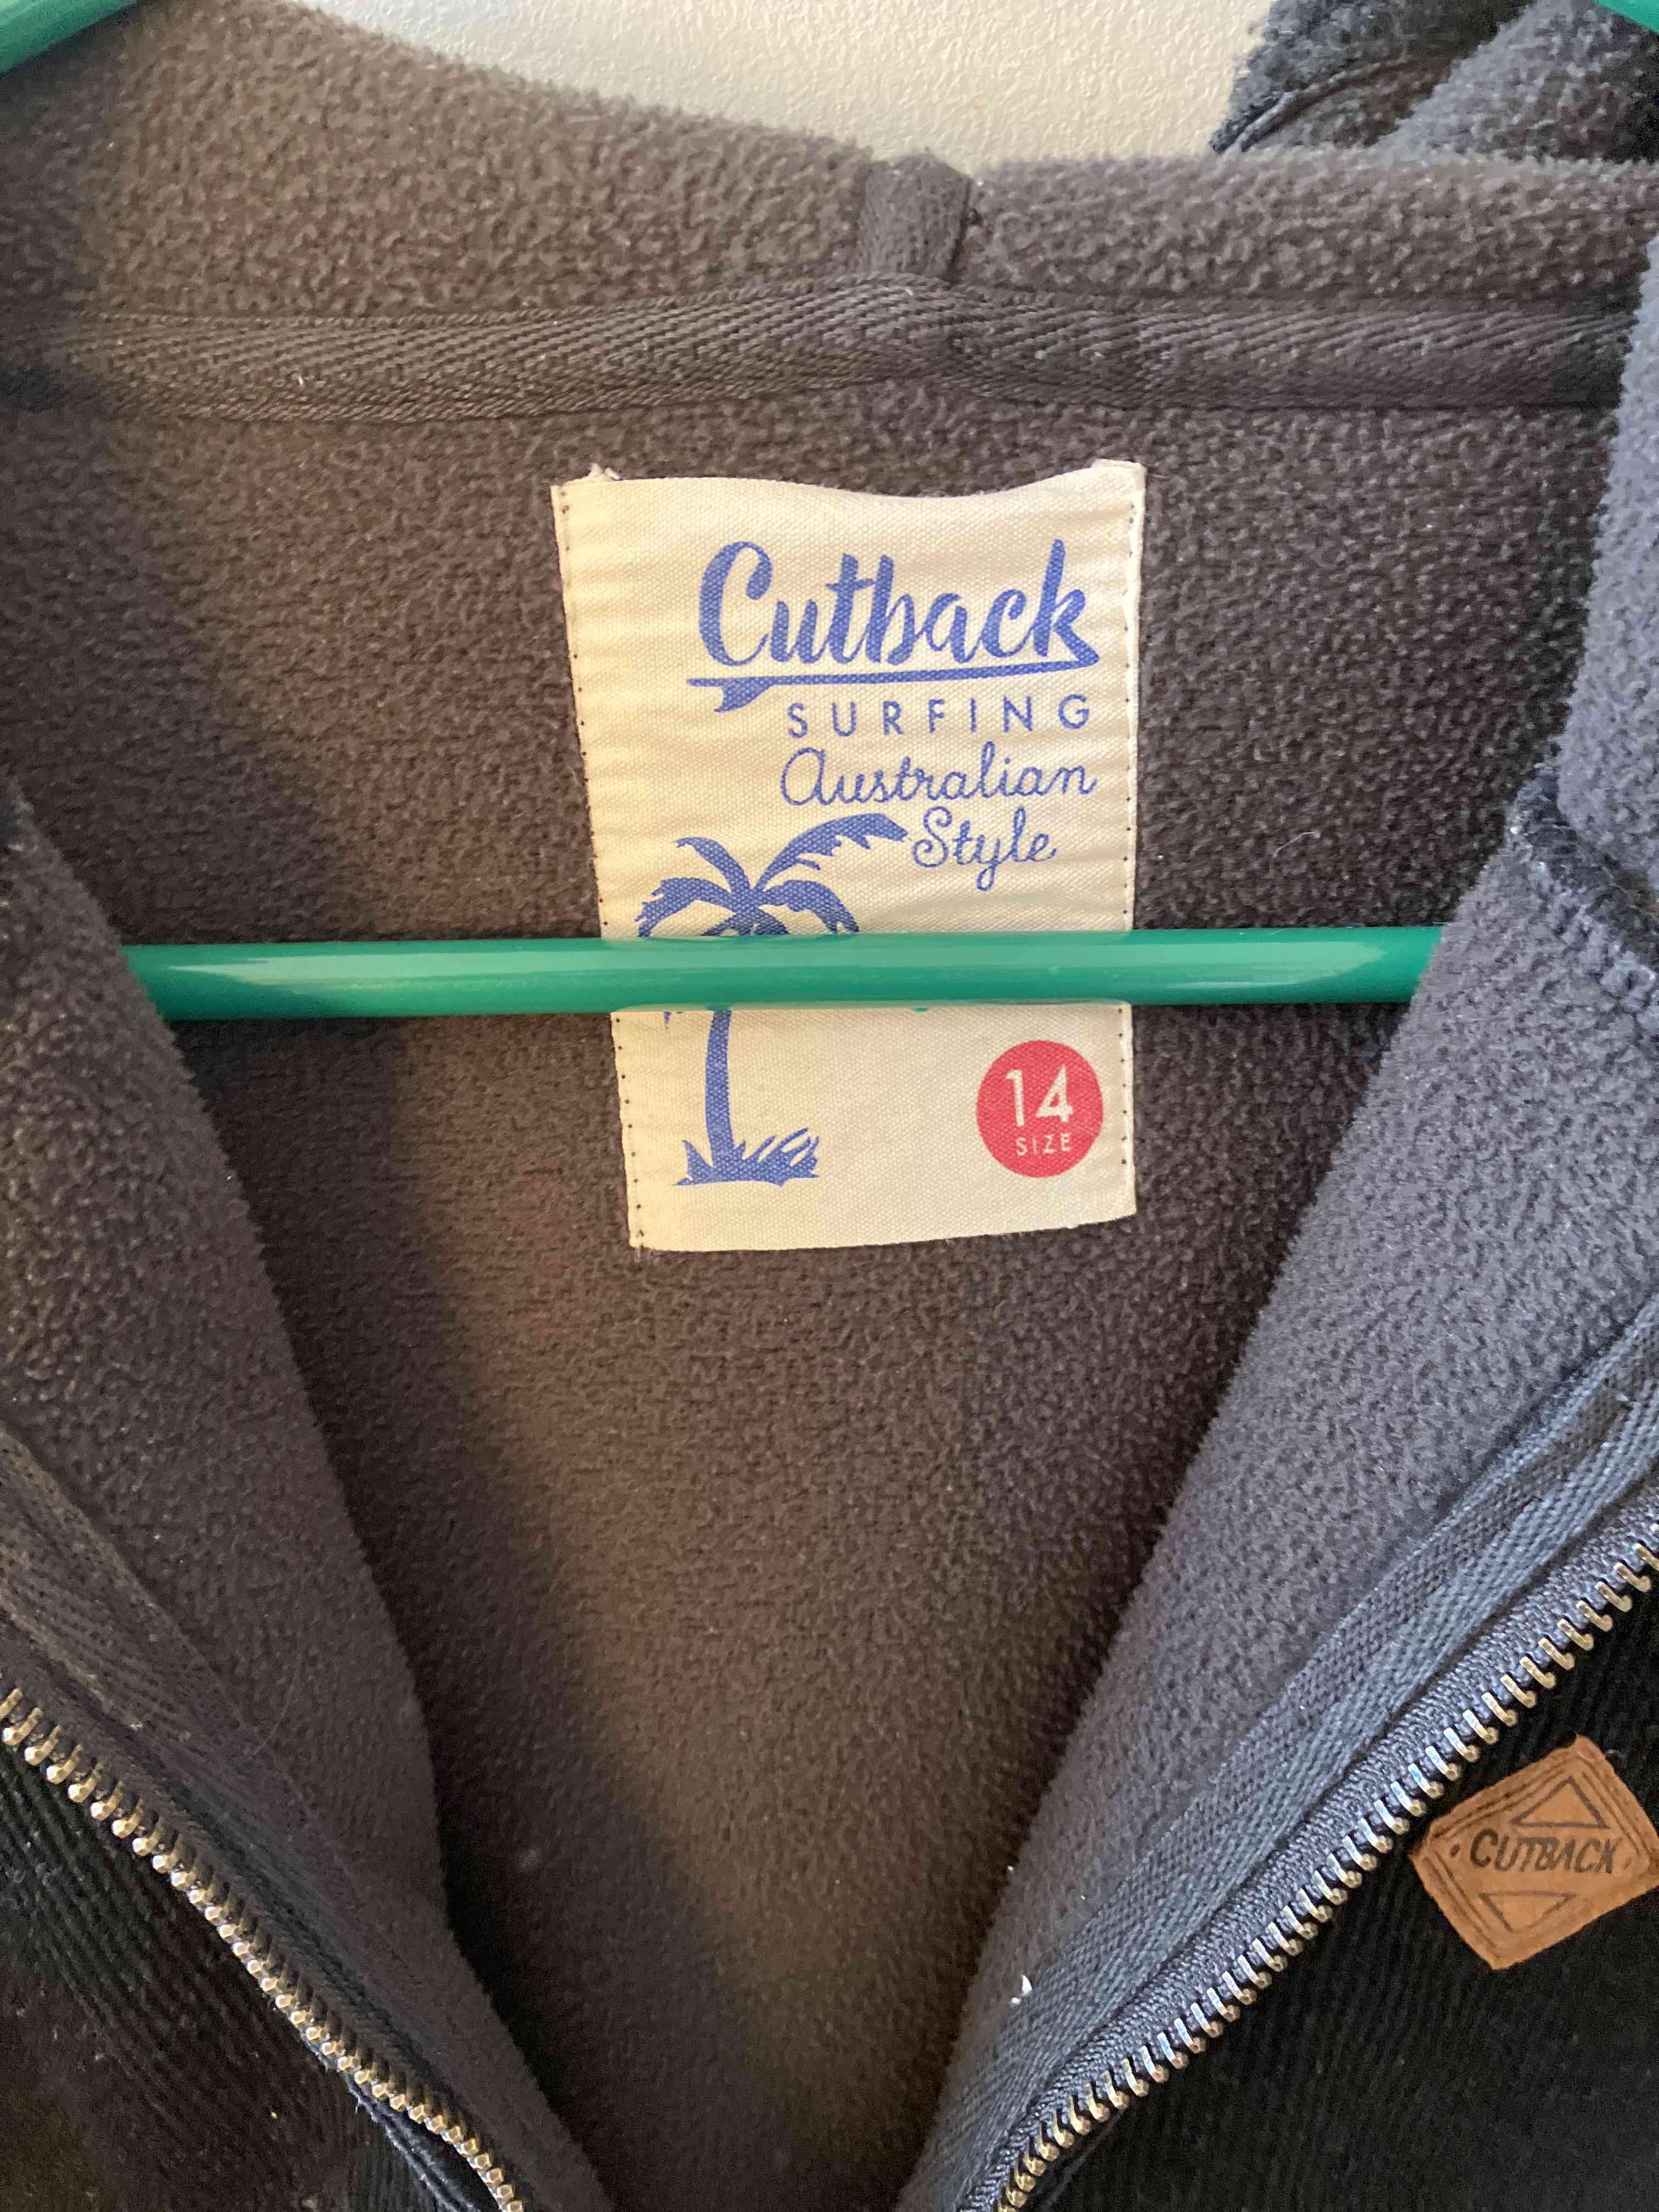 Cutback
SURFING
Australian
Style
14
SIZE
CUTBACK